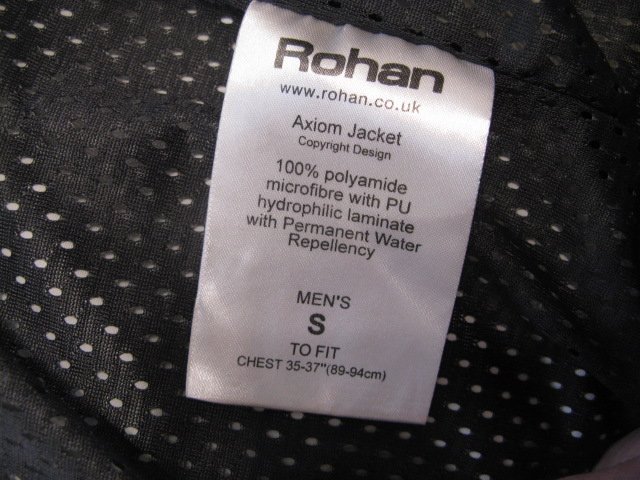 Rohan
www.rohan.co.uk
Axiom Jacket
Copyright Design
100% polyamide
microfibre with PU
hydrophilic laminate
with Permanent Water
Repellency
MEN'S
S
TO FIT
CHEST 35-37"(89-94cm)